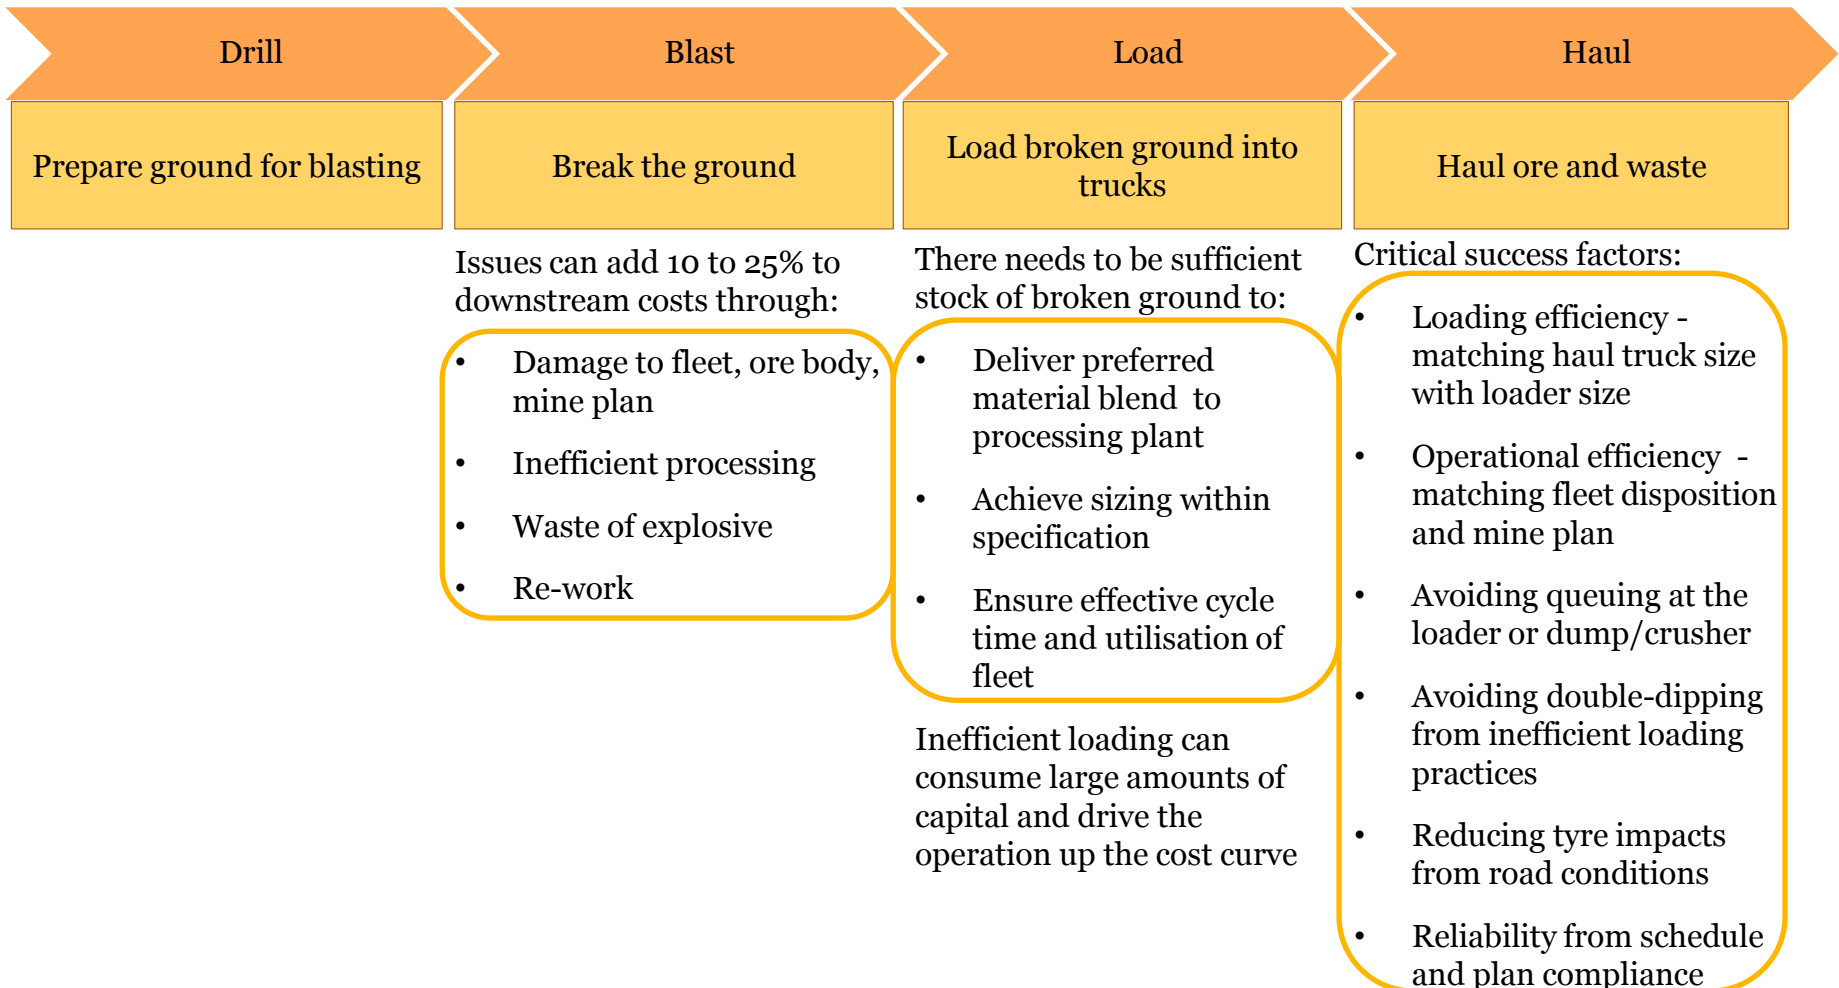 Drill
Blast
Load
Haul
Prepare ground for blasting
Break the ground
Load broken ground into
trucks
Haul ore and waste
Issues can add 10 to 25% to
downstream costs through:
• Damage to fleet, ore body,
mine plan
• Inefficient processing
• Waste of explosive
• Re-work
There needs to be sufficient
stock of broken ground to:
• Deliver preferred
material blend to
processing plant
• Achieve sizing within
specification
• Ensure effective cycle
time and utilisation of
fleet
Inefficient loading can
consume large amounts of
capital and drive the
operation up the cost curve
Critical success factors:
• Loading efficiency -
matching haul truck size
with loader size
• Operational efficiency -
matching fleet disposition
and mine plan
• Avoiding queuing at the
loader or dump/crusher
• Avoiding double-dipping
from inefficient loading
practices
• Reducing tyre impacts
from road conditions
• Reliability from schedule
and plan compliance